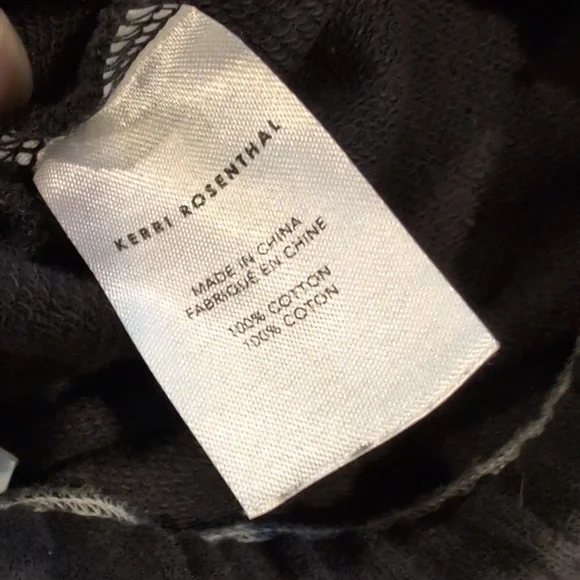 KERRI ROSENTHAL
MADE IN CHINA
FABRIQUÉ EN CHINE
100% COTTON
100% COTON